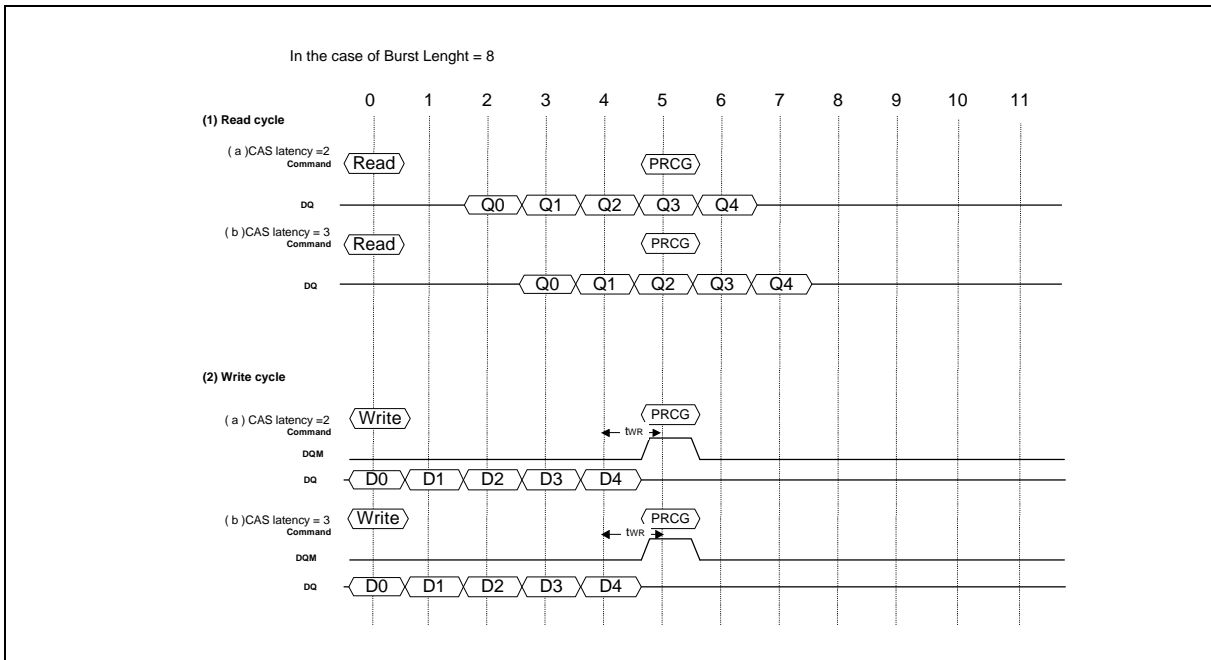 In the case of Burst Lenght = 8
0 1 2 3 4 5 6 7 8 9 10 11
(1) Read cycle
( a )CAS latency =2
Command
Read PRCG
DQ Q0 Q1 Q2 Q3 Q4
( b )CAS latency = 3
Command
Read PRCG
DQ Q0 Q1 Q2 Q3 Q4
(2) Write cycle
( a ) CAS latency =2
Command
Write PRCG
tWR
DQM
DQ D0 D1 D2 D3 D4
( b )CAS latency = 3
Command
Write PRCG
tWR
DQM
DQ D0 D1 D2 D3 D4